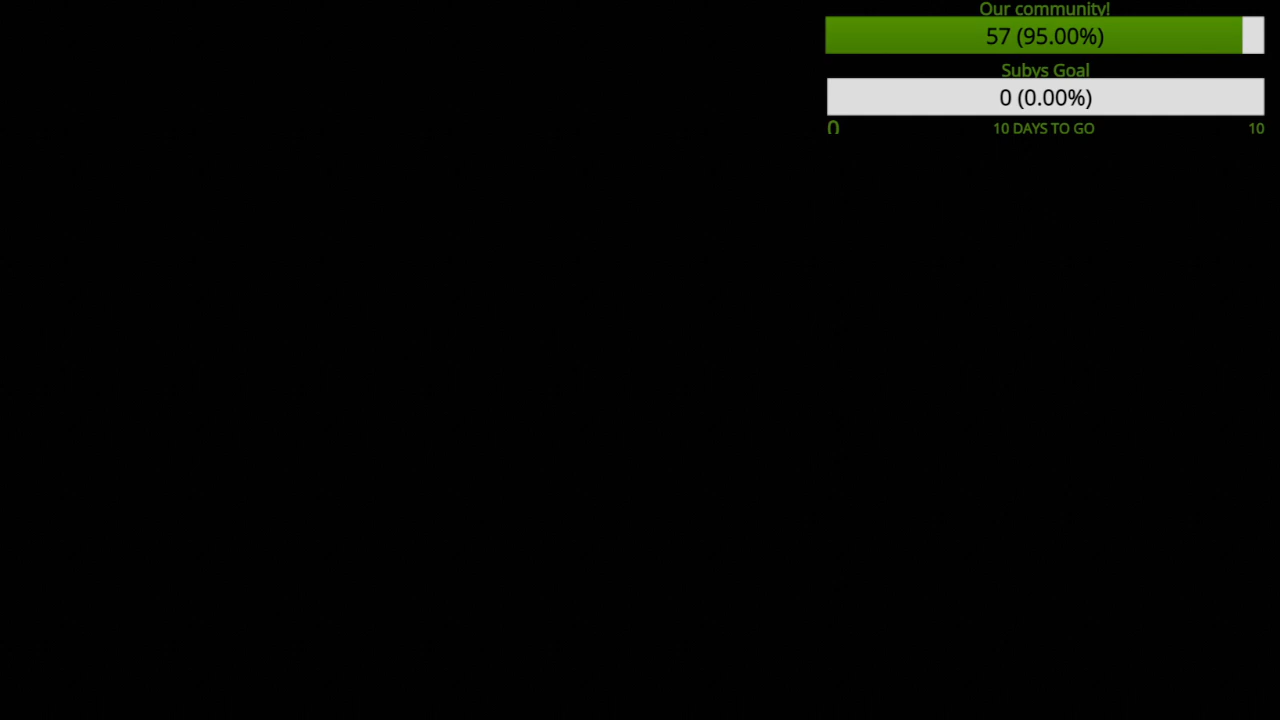 Our community!
57 (95.00%)
Subys Goal
0 (0.00%)
0 10 DAYS TO GO 10